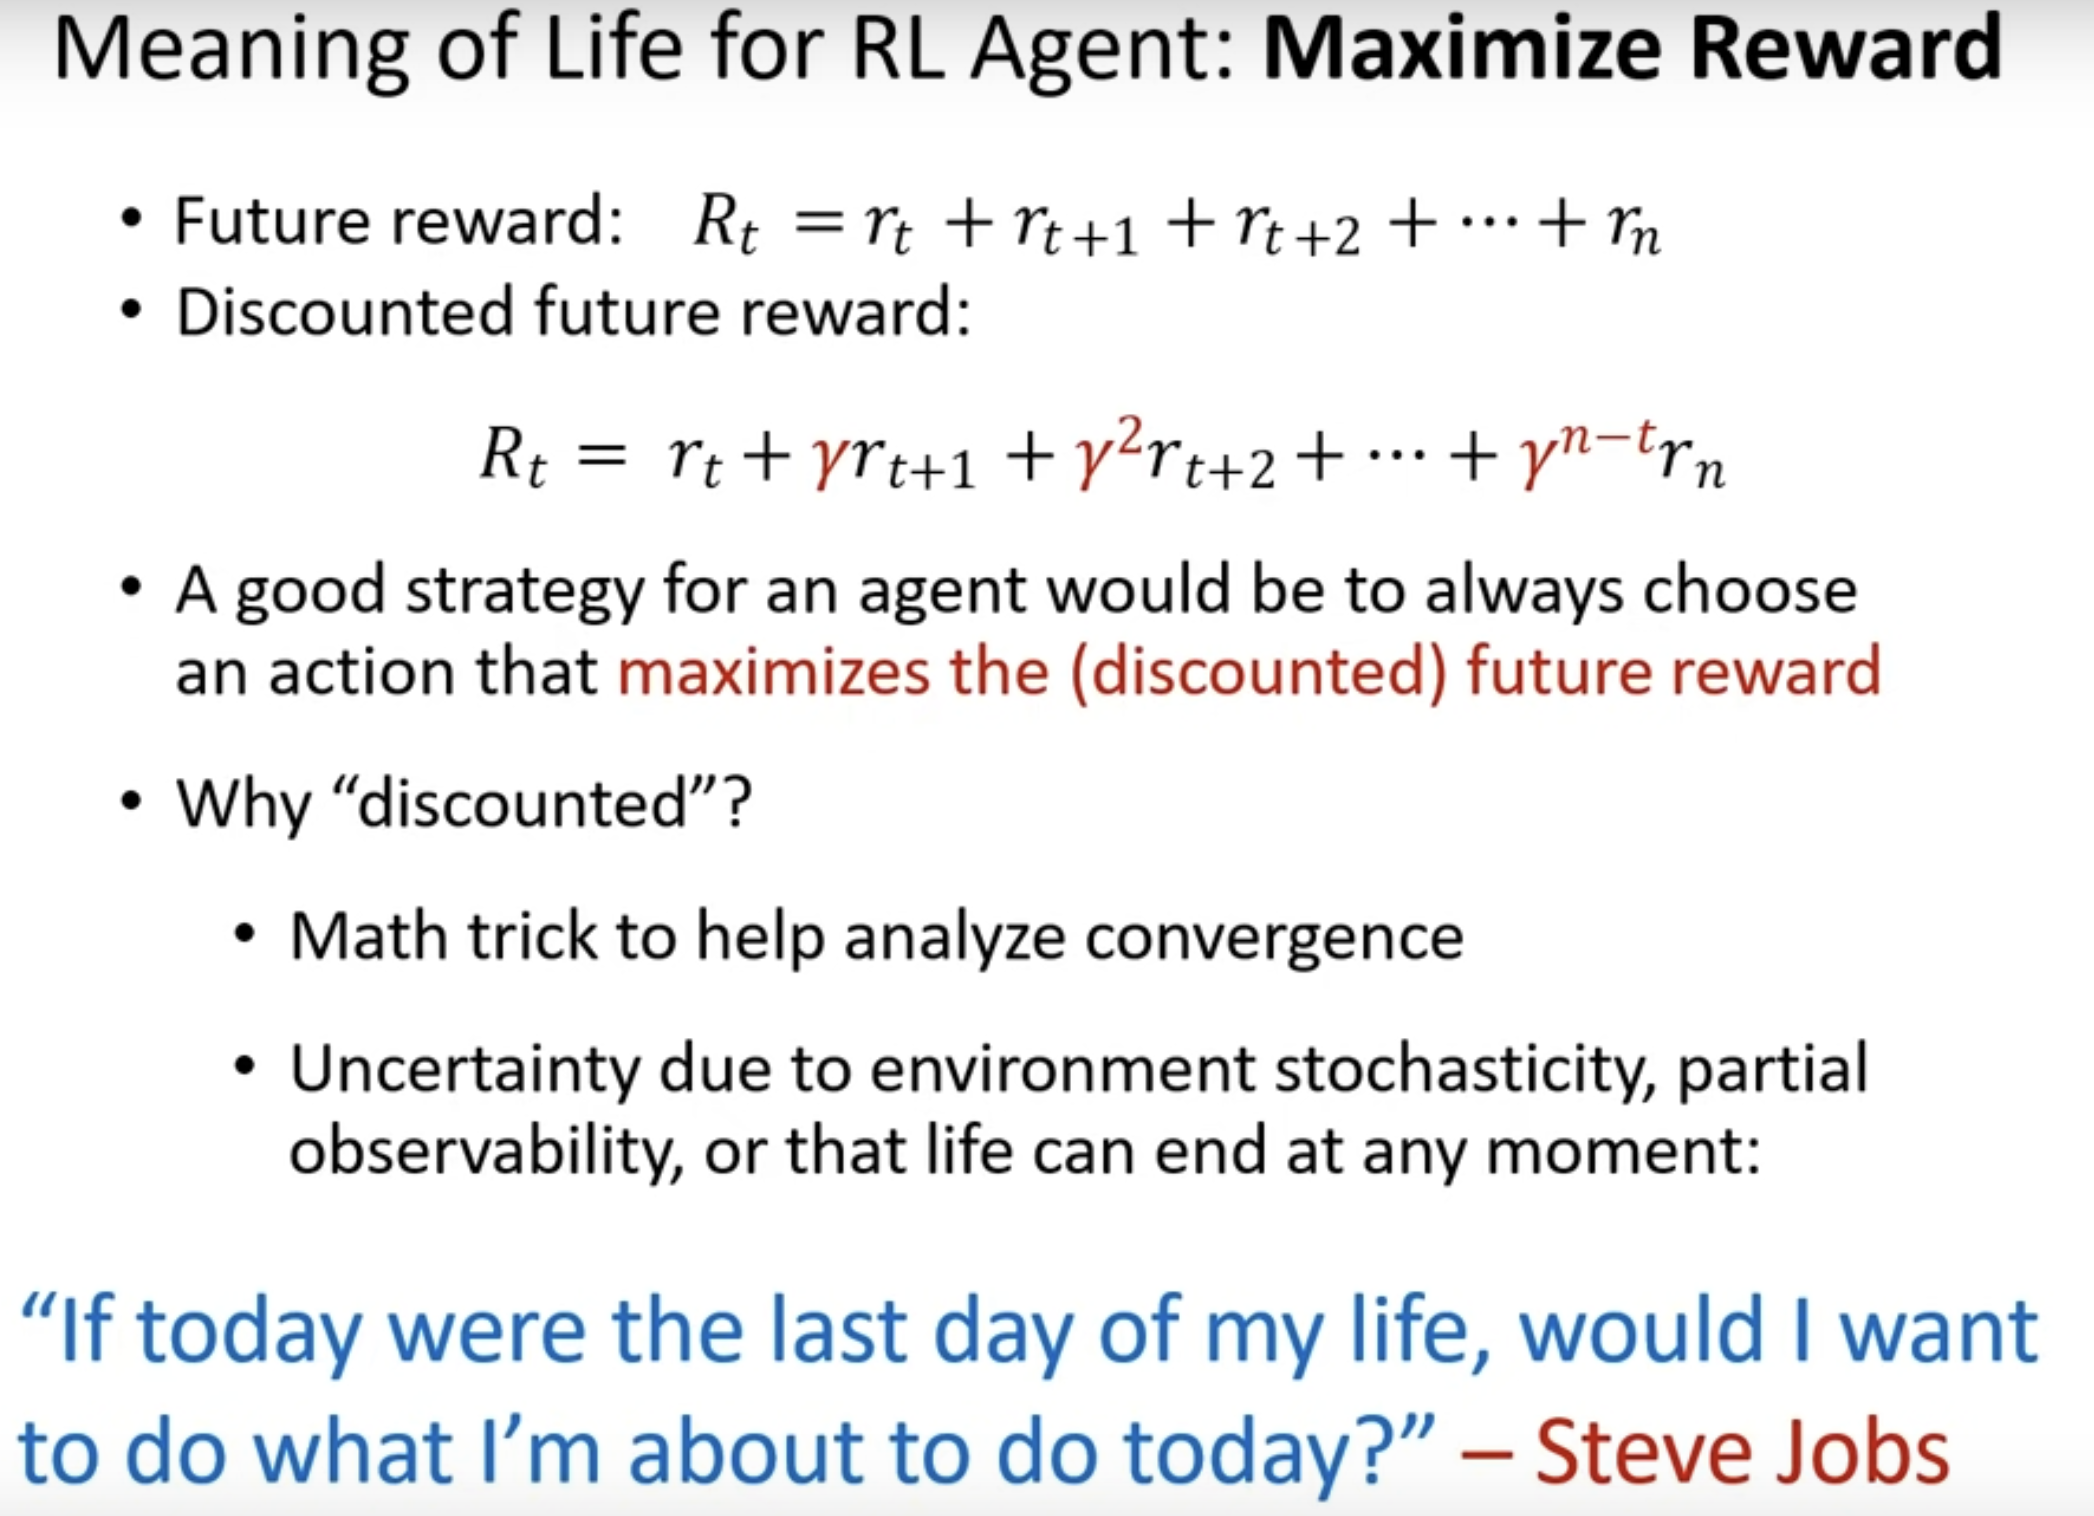 Meaning of Life for RL Agent: Maximize Reward
• Future reward: $R_t = r_t + r_{t+1} + r_{t+2} + \cdots + r_n$
• Discounted future reward:
$R_t = r_t + \gamma r_{t+1} + \gamma^2 r_{t+2} + \cdots + \gamma^{n-t} r_n$
• A good strategy for an agent would be to always choose
an action that maximizes the (discounted) future reward
• Why “discounted”?
• Math trick to help analyze convergence
• Uncertainty due to environment stochasticity, partial
observability, or that life can end at any moment:
“If today were the last day of my life, would I want
to do what I’m about to do today?” – Steve Jobs